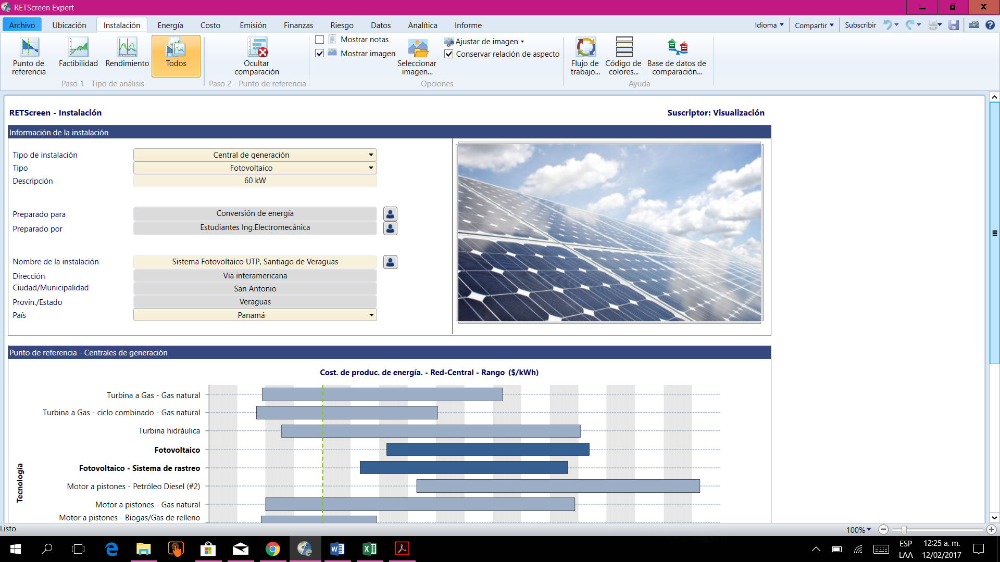 RETScreen Expert
Archivo Ubicación Instalación Energía Costo Emisión Finanzas Riesgo Datos Analítica Informe Idioma Compartir Subscribir
Punto de referencia
Factibilidad
Rendimiento
Todos
Paso 1 - Tipo de análisis
Ocultar comparación
Paso 2 - Punto de referencia
Mostrar notas
Mostrar imagen
Seleccionar imagen...
Ajustar de imagen
Conservar relación de aspecto
Opciones
Flujo de trabajo...
Código de colores...
Base de datos de comparación...
Ayuda
RETScreen - Instalación
Suscriptor: Visualización
Información de la instalación
Tipo de instalación Central de generación
Tipo Fotovoltaico
Descripción 60 kW
Preparado para Conversión de energía
Preparado por Estudiantes Ing.Electromecánica
Nombre de la instalación Sistema Fotovoltaico UTP, Santiago de Veraguas
Dirección Via interamericana
Ciudad/Municipalidad San Antonio
Provin./Estado Veraguas
País Panamá
Punto de referencia - Centrales de generación
Cost. de produc. de energía. - Red-Central - Rango ($/kWh)
Tecnología
Turbina a Gas - Gas natural
Turbina a Gas - ciclo combinado - Gas natural
Turbina hidráulica
Fotovoltaico
Fotovoltaico - Sistema de rastreo
Motor a pistones - Petróleo Diesel (#2)
Motor a pistones - Gas natural
Motor a pistones - Biogas/Gas de relleno
Listo
100%
ESP
LAA
12:25 a. m.
12/02/2017